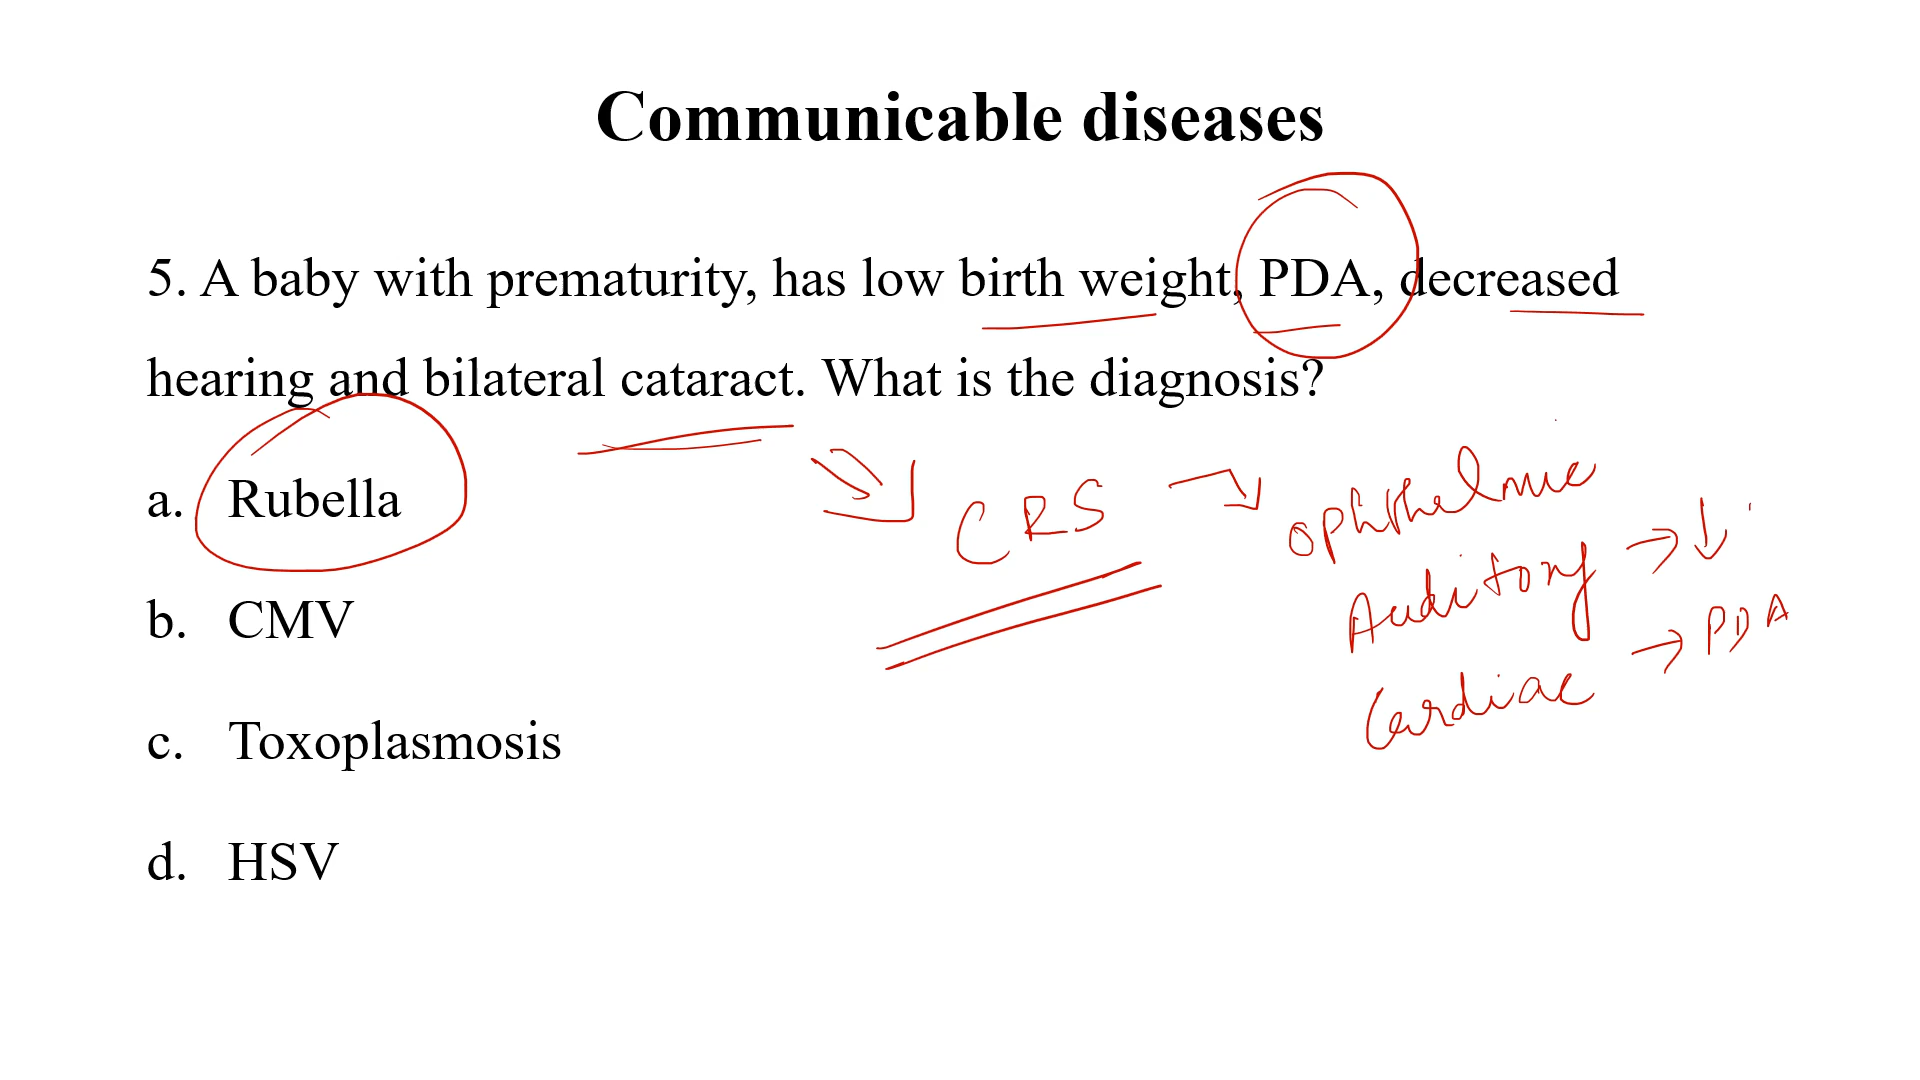 Communicable diseases
5. A baby with prematurity, has low birth weight, PDA, decreased
hearing and bilateral cataract. What is the diagnosis?
a. Rubella
b. CMV
c. Toxoplasmosis
d. HSV
CRS → Ophthelmic
Auditory → ↓
Cardiac → PDA